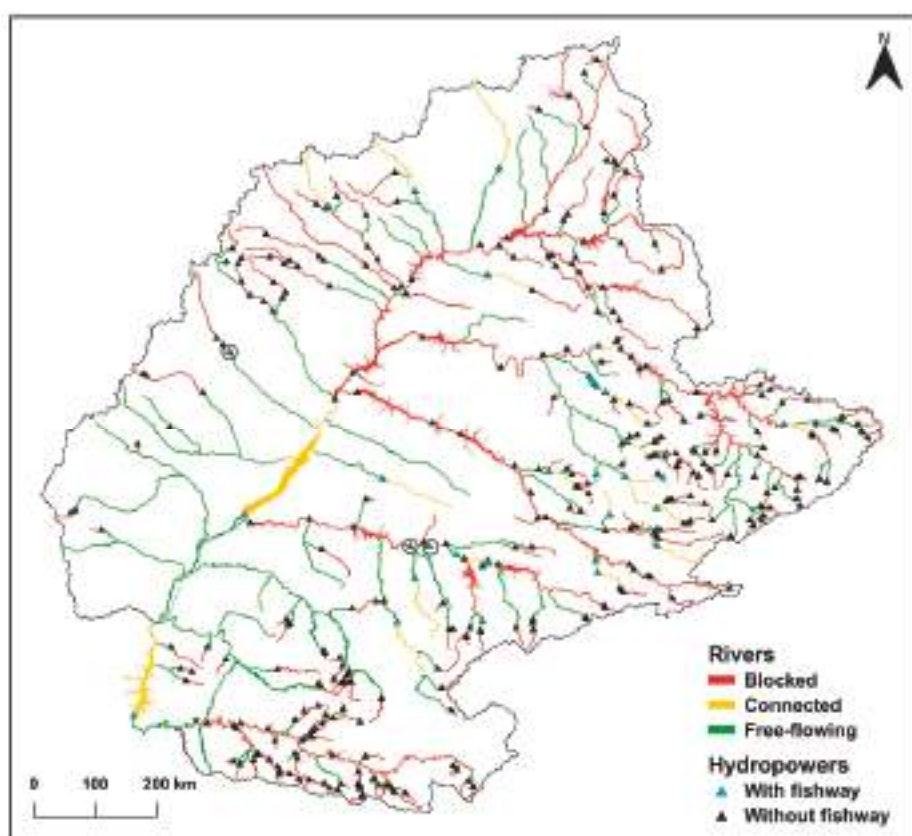 N
Rivers
Blocked
Connected
Free-flowing
Hydropowers
With fishway
Without fishway
0 100 200 km